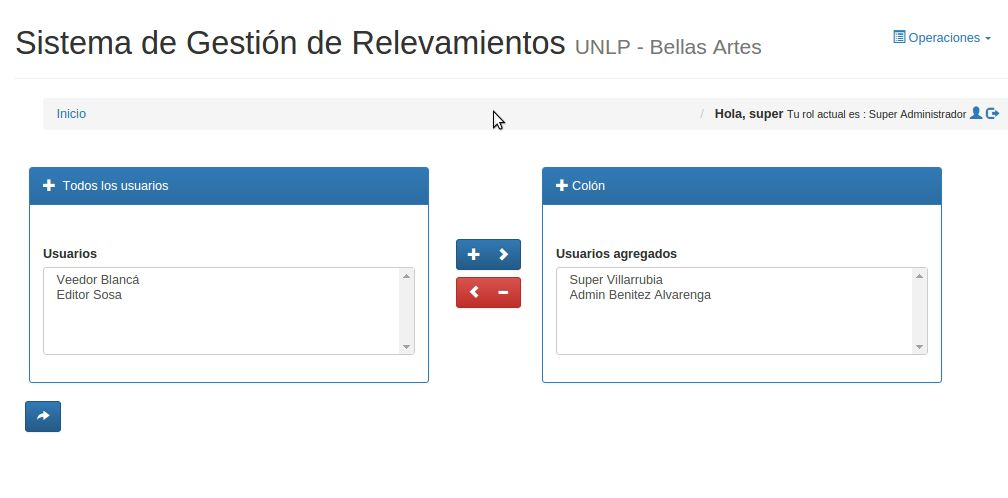 Sistema de Gestión de Relevamientos UNLP - Bellas Artes
Operaciones
Inicio
/ Hola, super Tu rol actual es : Super Administrador
Todos los usuarios
Usuarios
Veedor Blancá
Editor Sosa
Colón
Usuarios agregados
Super Villarrubia
Admin Benitez Alvarenga